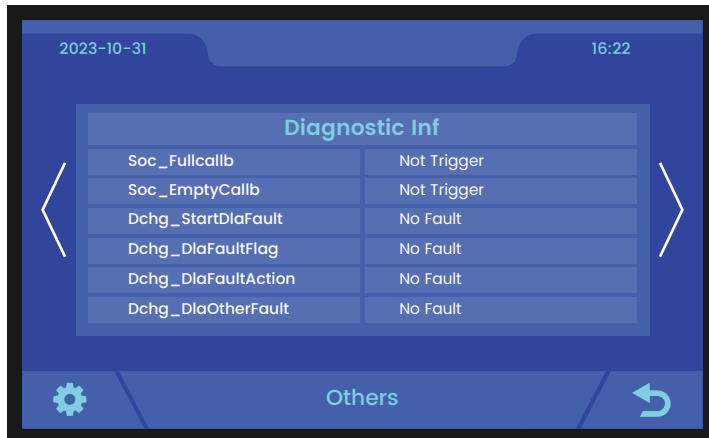 2023-10-31 16:22
Diagnostic Inf
Soc_Fullcallb Not Trigger
Soc_EmptyCallb Not Trigger
Dchg_StartDlaFault No Fault
Dchg_DlaFaultFlag No Fault
Dchg_DlaFaultAction No Fault
Dchg_DlaOtherFault No Fault
Others